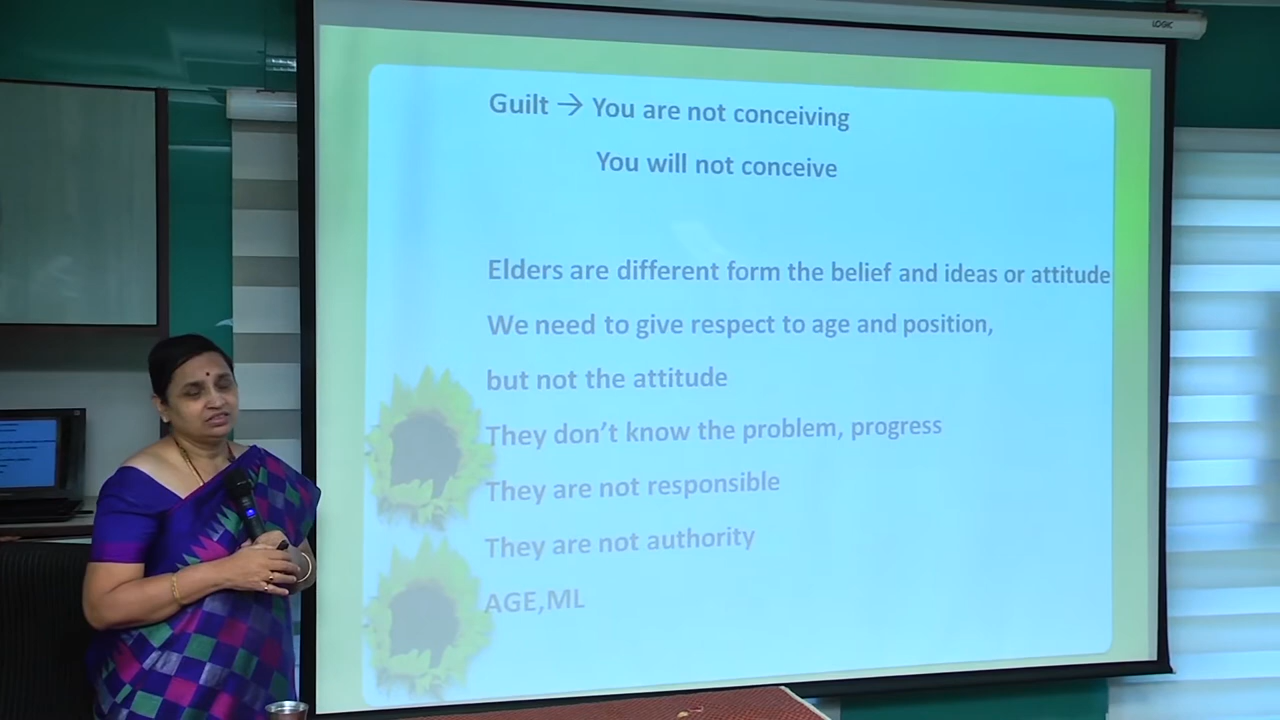 LOGIC
Guilt → You are not conceiving
You will not conceive
Elders are different form the belief and ideas or attitude
We need to give respect to age and position,
but not the attitude
They don't know the problem, progress
They are not responsible
They are not authority
AGE,ML